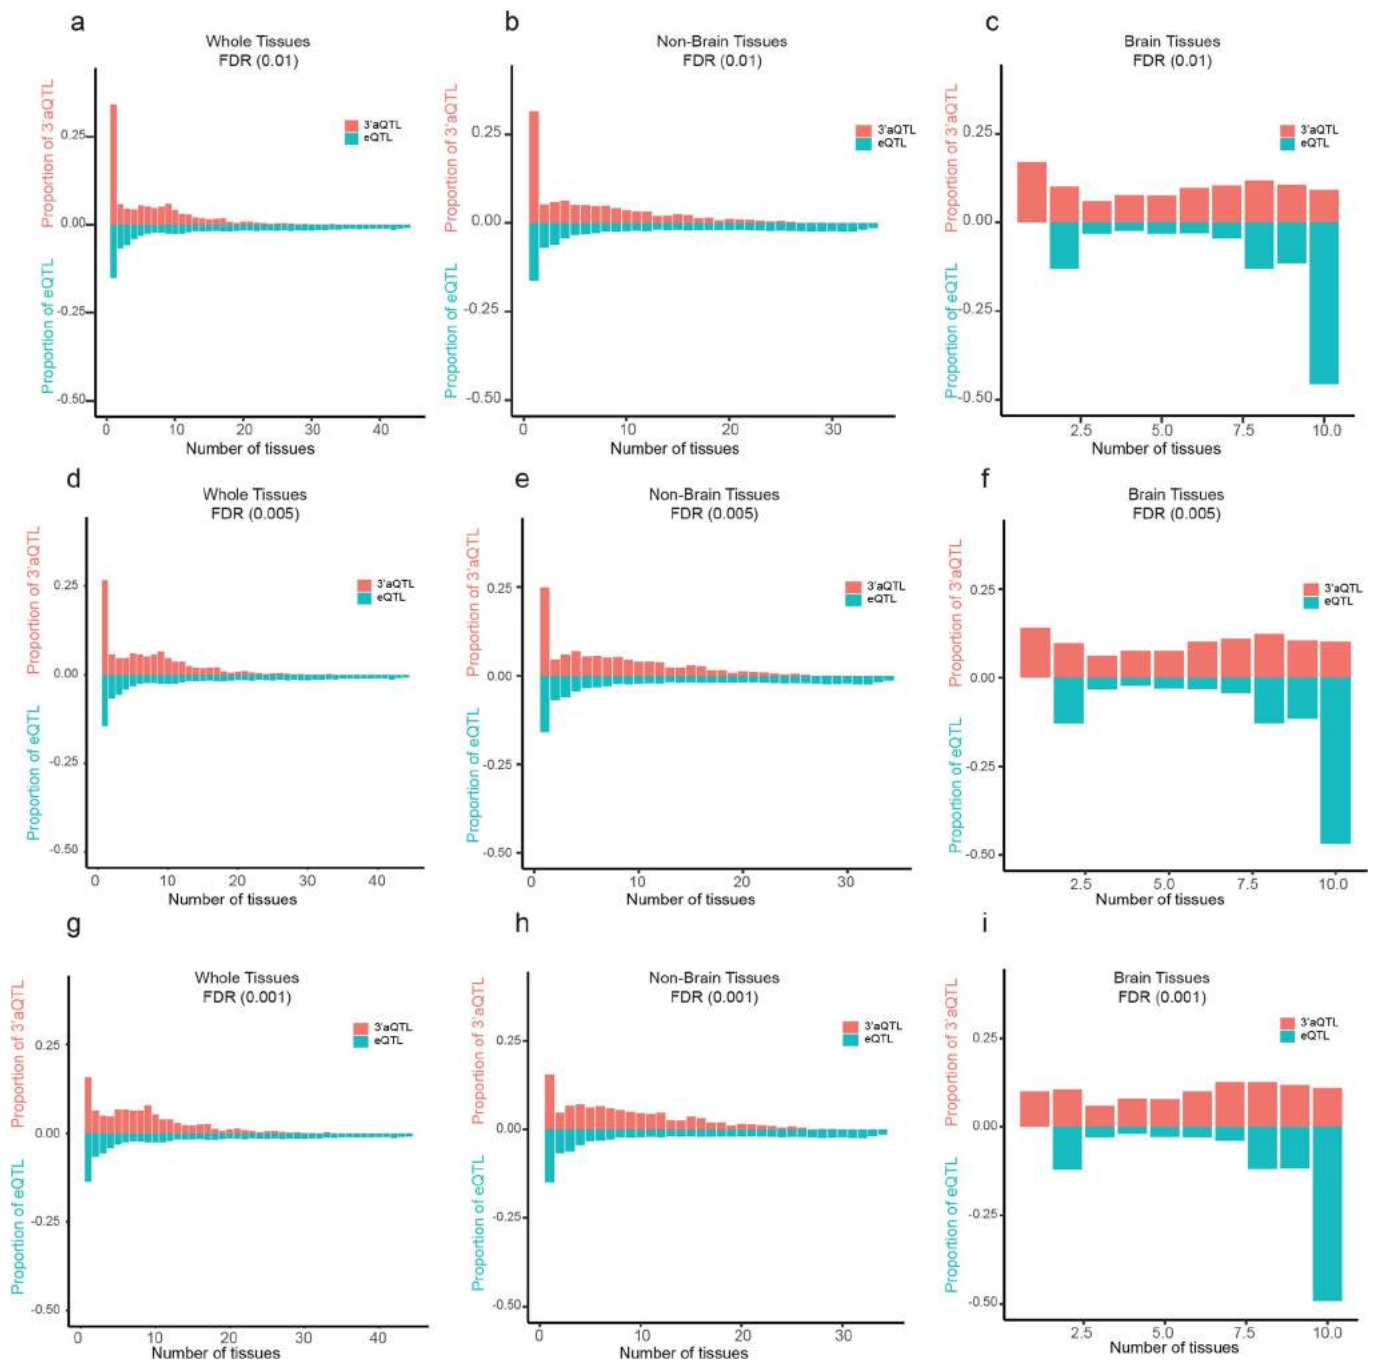 a
Whole Tissues
FDR (0.01)
Proportion of 3'aQTL
Proportion of eQTL
0.25
0.00
-0.25
-0.50
3'aQTL
eQTL
0 10 20 30 40
Number of tissues
b
Non-Brain Tissues
FDR (0.01)
Proportion of 3'aQTL
Proportion of eQTL
0.25
0.00
-0.25
-0.50
3'aQTL
eQTL
0 10 20 30
Number of tissues
c
Brain Tissues
FDR (0.01)
Proportion of 3'aQTL
Proportion of eQTL
0.25
0.00
-0.25
-0.50
3'aQTL
eQTL
2.5 5.0 7.5 10.0
Number of tissues
d
Whole Tissues
FDR (0.005)
Proportion of 3'aQTL
Proportion of eQTL
0.25
0.00
-0.25
-0.50
3'aQTL
eQTL
0 10 20 30 40
Number of tissues
e
Non-Brain Tissues
FDR (0.005)
Proportion of 3'aQTL
Proportion of eQTL
0.25
0.00
-0.25
-0.50
3'aQTL
eQTL
0 10 20 30
Number of tissues
f
Brain Tissues
FDR (0.005)
Proportion of 3'aQTL
Proportion of eQTL
0.25
0.00
-0.25
-0.50
3'aQTL
eQTL
2.5 5.0 7.5 10.0
Number of tissues
g
Whole Tissues
FDR (0.001)
Proportion of 3'aQTL
Proportion of eQTL
0.25
0.00
-0.25
-0.50
3'aQTL
eQTL
0 10 20 30 40
Number of tissues
h
Non-Brain Tissues
FDR (0.001)
Proportion of 3'aQTL
Proportion of eQTL
0.25
0.00
-0.25
-0.50
3'aQTL
eQTL
0 10 20 30
Number of tissues
i
Brain Tissues
FDR (0.001)
Proportion of 3'aQTL
Proportion of eQTL
0.25
0.00
-0.25
-0.50
3'aQTL
eQTL
2.5 5.0 7.5 10.0
Number of tissues